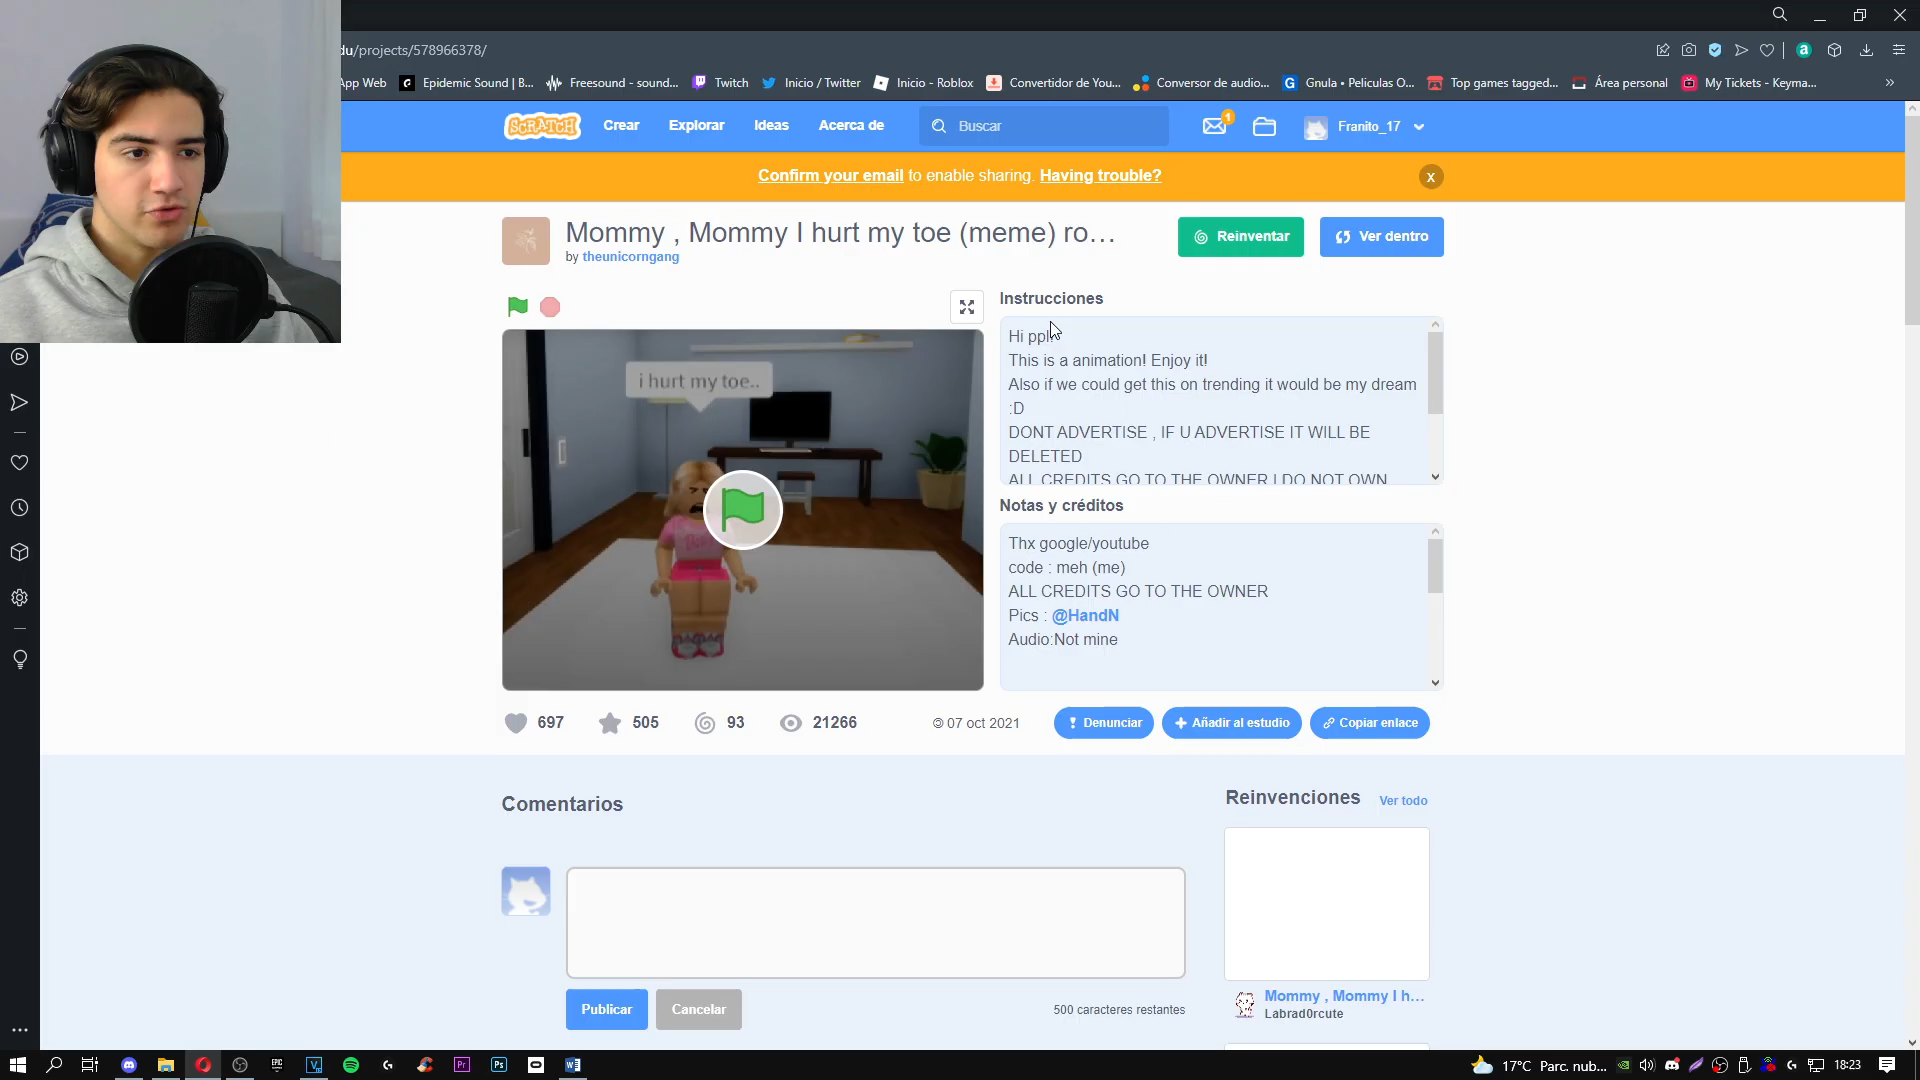 du/projects/578966378/
App Web
Epidemic Sound | B...
Freesound - sound...
Twitch
Inicio / Twitter
Inicio - Roblox
Convertidor de You...
Conversor de audio...
Gnula • Peliculas O...
Top games tagged...
Área personal
My Tickets - Keyma...
»
SCRATCH
Crear
Explorar
Ideas
Acerca de
Buscar
1
Franito_17
Confirm your email to enable sharing. Having trouble?
x
Mommy , Mommy I hurt my toe (meme) ro...
by theunicorngang
Reinventar
Ver dentro
i hurt my toe..
Instrucciones
Hi ppl
This is a animation! Enjoy it!
Also if we could get this on trending it would be my dream
:D
DONT ADVERTISE , IF U ADVERTISE IT WILL BE
DELETED
ALL CREDITS GO TO THE OWNER I DO NOT OWN
Notas y créditos
Thx google/youtube
code : meh (me)
ALL CREDITS GO TO THE OWNER
Pics : @HandN
Audio:Not mine
697
505
93
21266
© 07 oct 2021
Denunciar
Añadir al estudio
Copiar enlace
Comentarios
Publicar
Cancelar
500 caracteres restantes
Reinvenciones
Ver todo
Mommy , Mommy I h...
Labrad0rcute
EPIC
Pr
Ps
17°C Parc. nub...
18:23